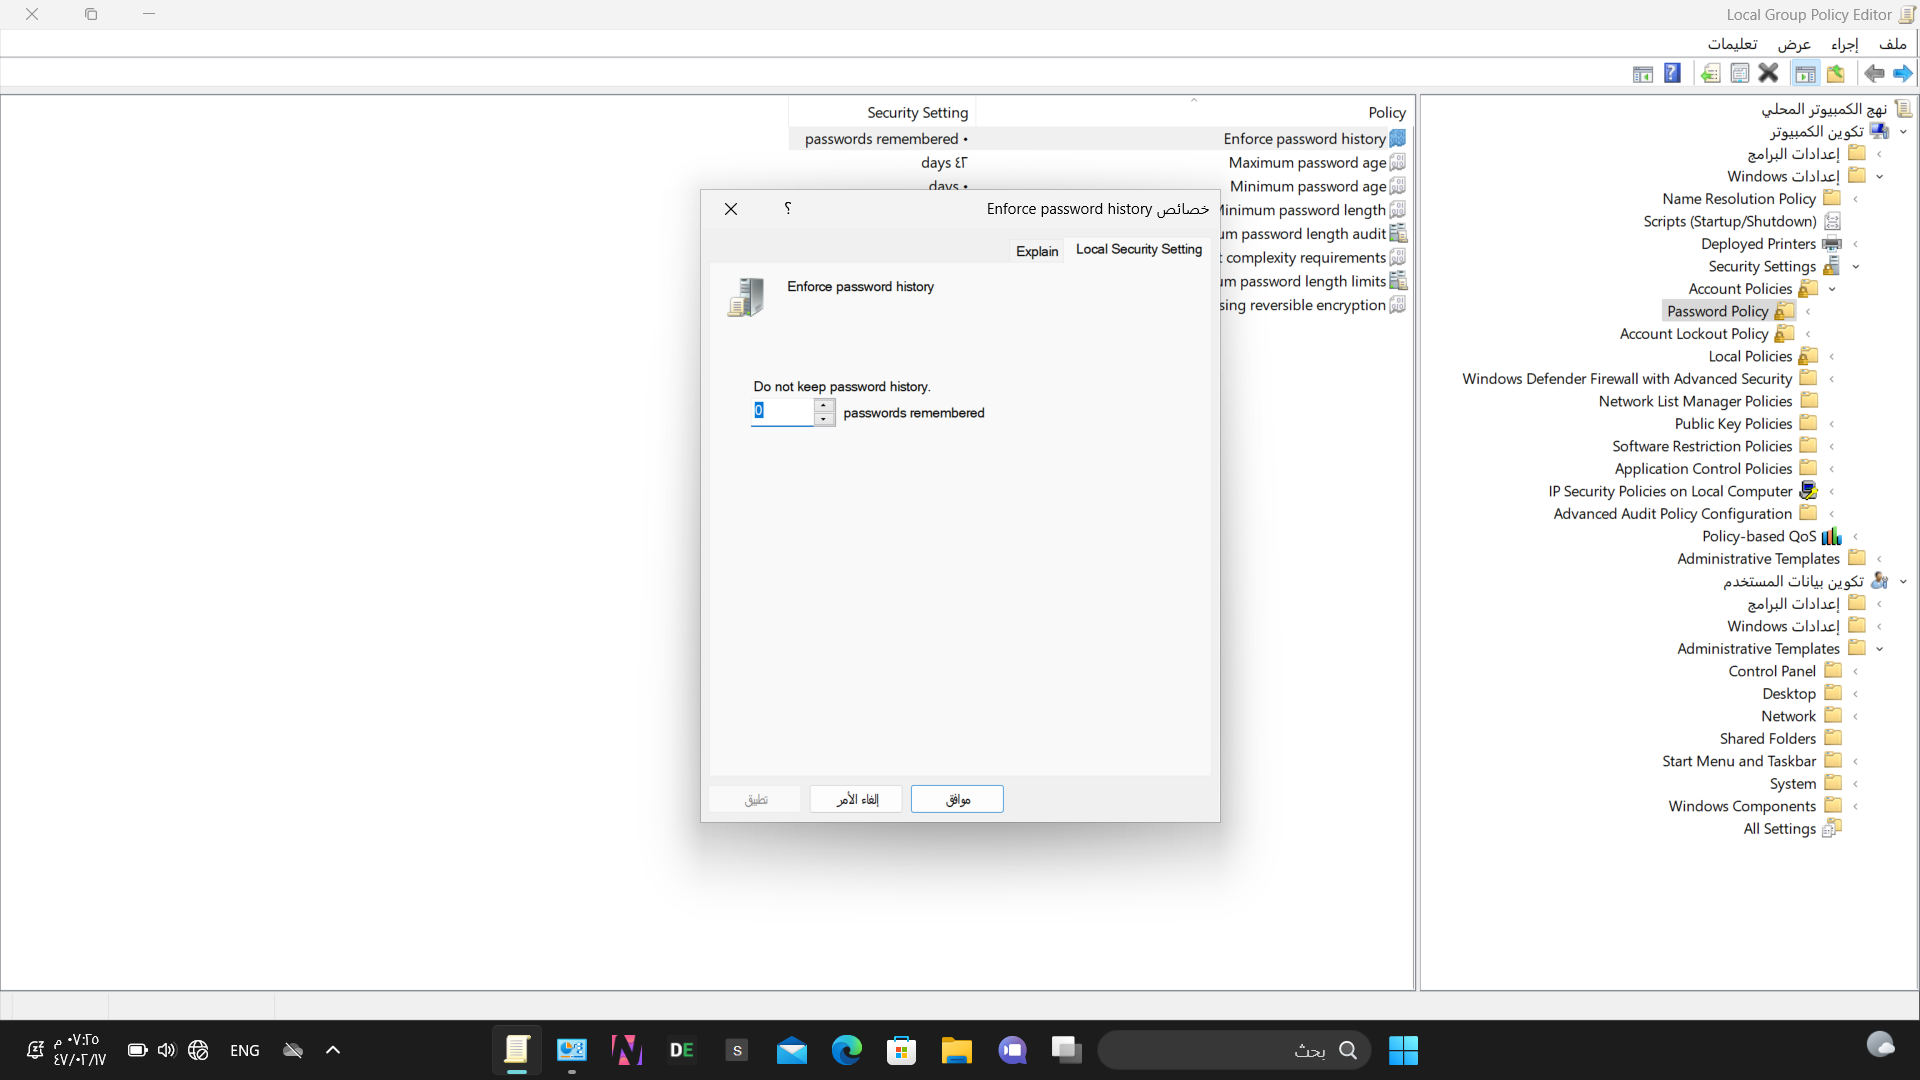 Local Group Policy Editor
ملف إجراء عرض تعليمات
نهج الكمبيوتر المحلي
تكوين الكمبيوتر
إعدادات البرامج
إعدادات Windows
Name Resolution Policy
Scripts (Startup/Shutdown)
Deployed Printers
Security Settings
Account Policies
Password Policy
Account Lockout Policy
Local Policies
Windows Defender Firewall with Advanced Security
Network List Manager Policies
Public Key Policies
Software Restriction Policies
Application Control Policies
IP Security Policies on Local Computer
Advanced Audit Policy Configuration
Policy-based QoS
Administrative Templates
تكوين بيانات المستخدم
إعدادات البرامج
إعدادات Windows
Administrative Templates
Control Panel
Desktop
Network
Shared Folders
Start Menu and Taskbar
System
Windows Components
All Settings
Policy Security Setting
Enforce password history ٠ passwords remembered
Maximum password age ٤٢ days
Minimum password age ٠ days
Minimum password length
um password length audit
t complexity requirements
um password length limits
sing reversible encryption
خصائص Enforce password history
؟
Local Security Setting Explain
Enforce password history
Do not keep password history.
0 passwords remembered
موافق إلغاء الأمر تطبيق
بحث
S
DE
N
ENG
٠٧:٢٥ م
٤٧/٠٢/١٧